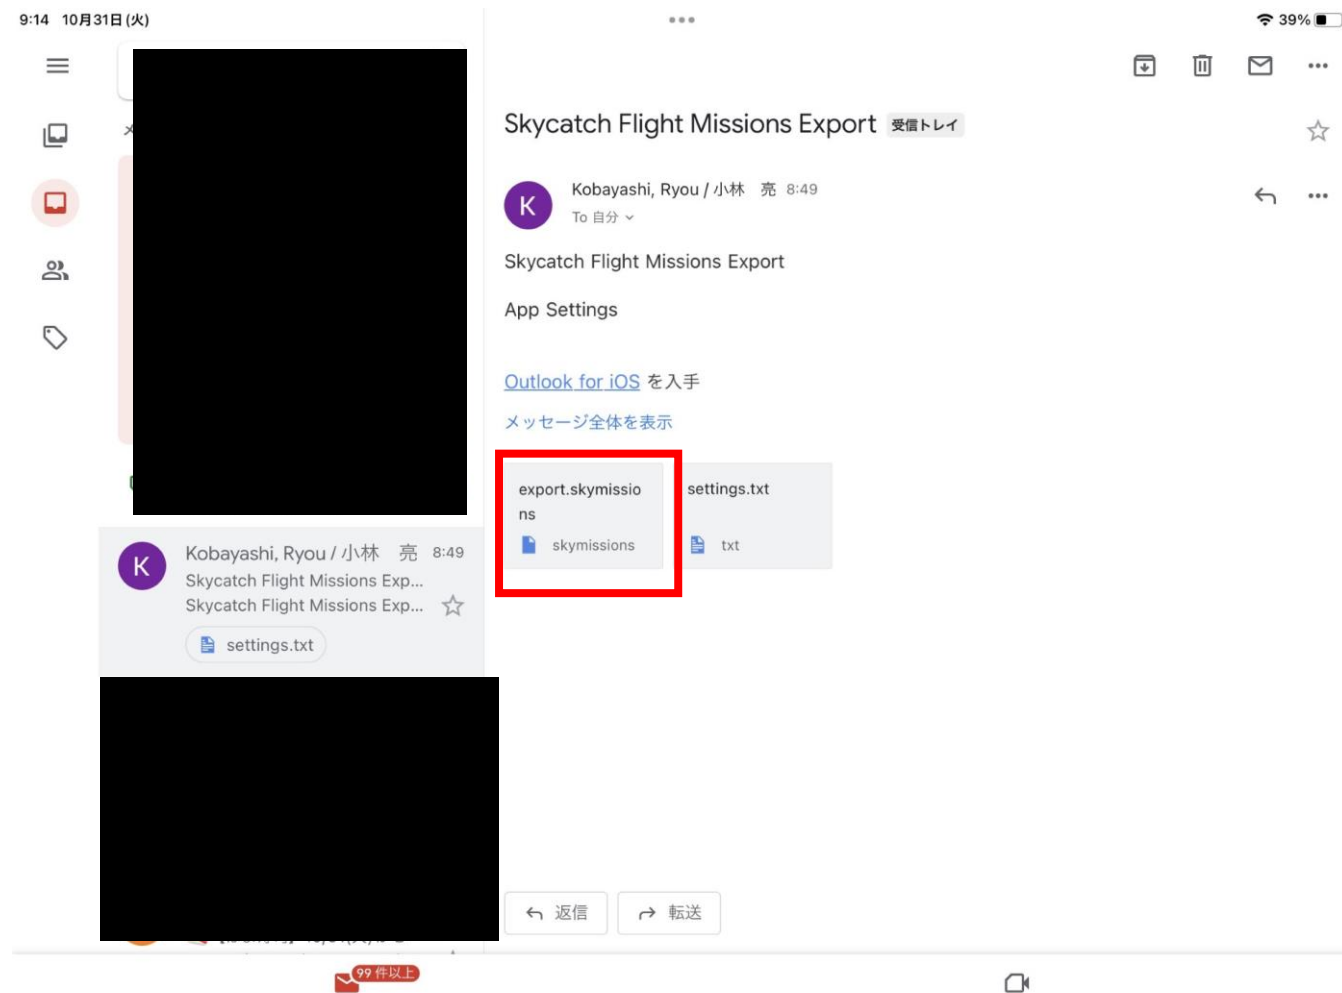 9:14 10月31日(火)
39%
Skycatch Flight Missions Export 受信トレイ
K
Kobayashi, Ryou / 小林 亮 8:49
To 自分
Skycatch Flight Missions Export
App Settings
Outlook for iOS を入手
メッセージ全体を表示
export.skymissio
ns
skymissions
settings.txt
txt
K
Kobayashi, Ryou / 小林 亮 8:49
Skycatch Flight Missions Exp...
Skycatch Flight Missions Exp...
settings.txt
返信
転送
99 件以上